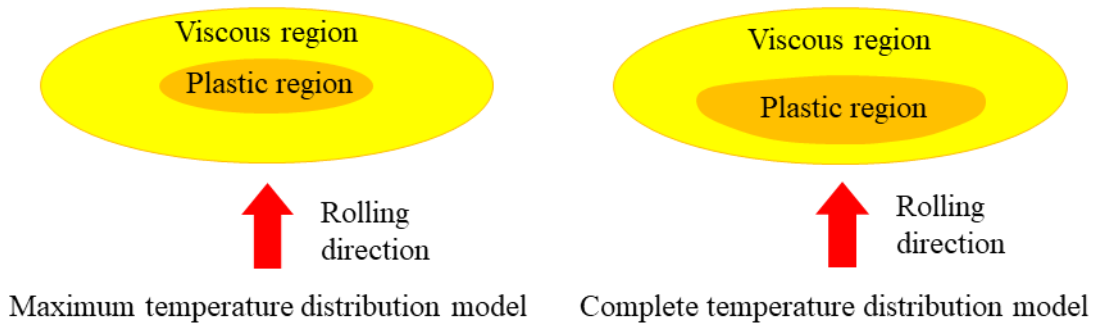 Viscous region
Plastic region
Rolling
direction
Maximum temperature distribution model
Viscous region
Plastic region
Rolling
direction
Complete temperature distribution model